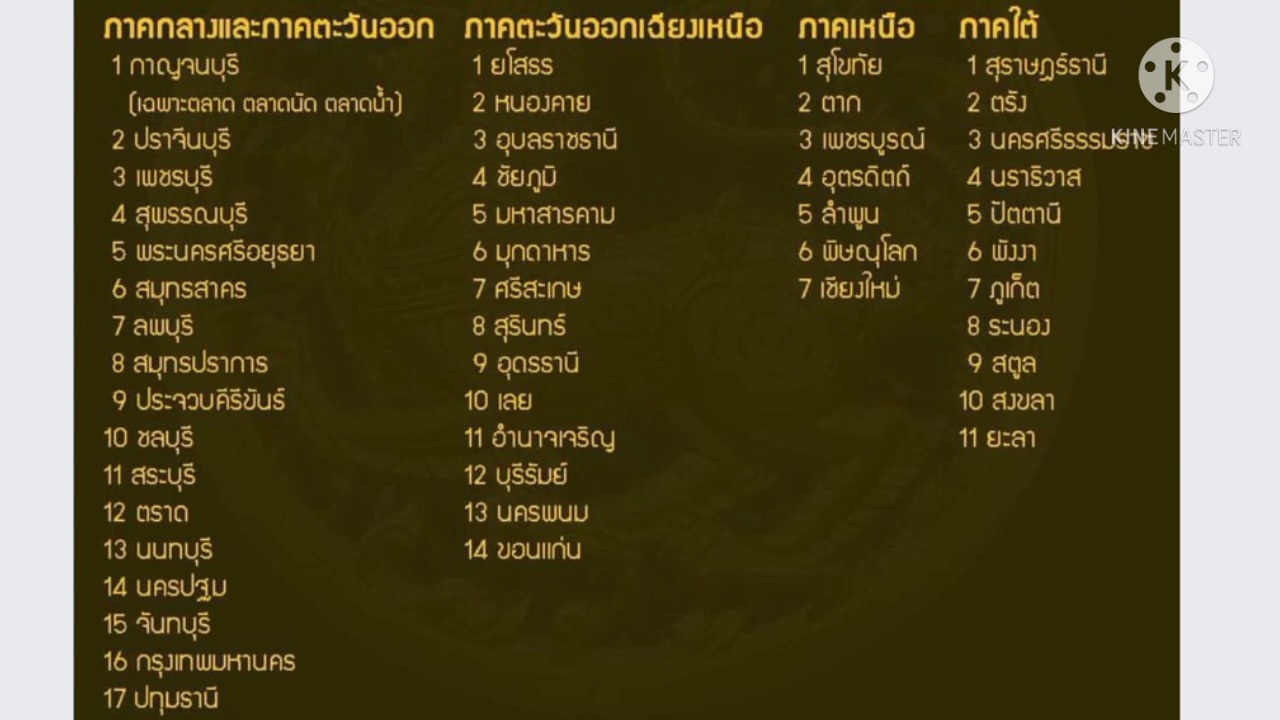 ภาคกลางและภาคตะวันออก
1 กาญจนบุรี
(เฉพาะตลาด ตลาดนัด ตลาดน้ำ)
2 ปราจีนบุรี
3 เพชรบุรี
4 สุพรรณบุรี
5 พระนครศรีอยุธยา
6 สมุทรสาคร
7 ลพบุรี
8 สมุทรปราการ
9 ประจวบคีรีขันธ์
10 ชลบุรี
11 สระบุรี
12 ตราด
13 นนทบุรี
14 นครปฐม
15 จันทบุรี
16 กรุงเทพมหานคร
17 ปทุมธานี
ภาคตะวันออกเฉียงเหนือ
1 ยโสธร
2 หนองคาย
3 อุบลราชธานี
4 ชัยภูมิ
5 มหาสารคาม
6 มุกดาหาร
7 ศรีสะเกษ
8 สุรินทร์
9 อุดรธานี
10 เลย
11 อำนาจเจริญ
12 บุรีรัมย์
13 นครพนม
14 ขอนแก่น
ภาคเหนือ
1 สุโขทัย
2 ตาก
3 เพชรบูรณ์
4 อุตรดิตถ์
5 ลำพูน
6 พิษณุโลก
7 เชียงใหม่
ภาคใต้
1 สุราษฎร์ธานี
2 ตรัง
3 นครศรีธรรมราช
4 นราธิวาส
5 ปัตตานี
6 พังงา
7 ภูเก็ต
8 ระนอง
9 สตูล
10 สงขลา
11 ยะลา
K
KINEMASTER